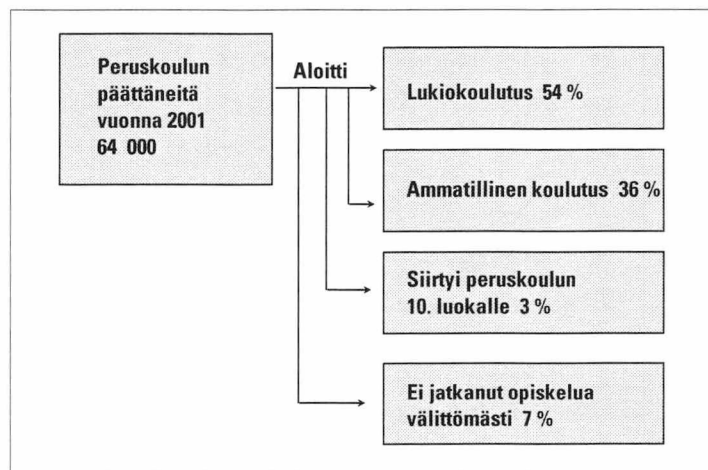 Peruskoulun
päättäneitä
vuonna 2001
64 000
Aloitti
Lukiokoulutus 54 %
Ammatillinen koulutus 36 %
Siirtyi peruskoulun
10. luokalle 3 %
Ei jatkanut opiskelua
välittömästi 7 %